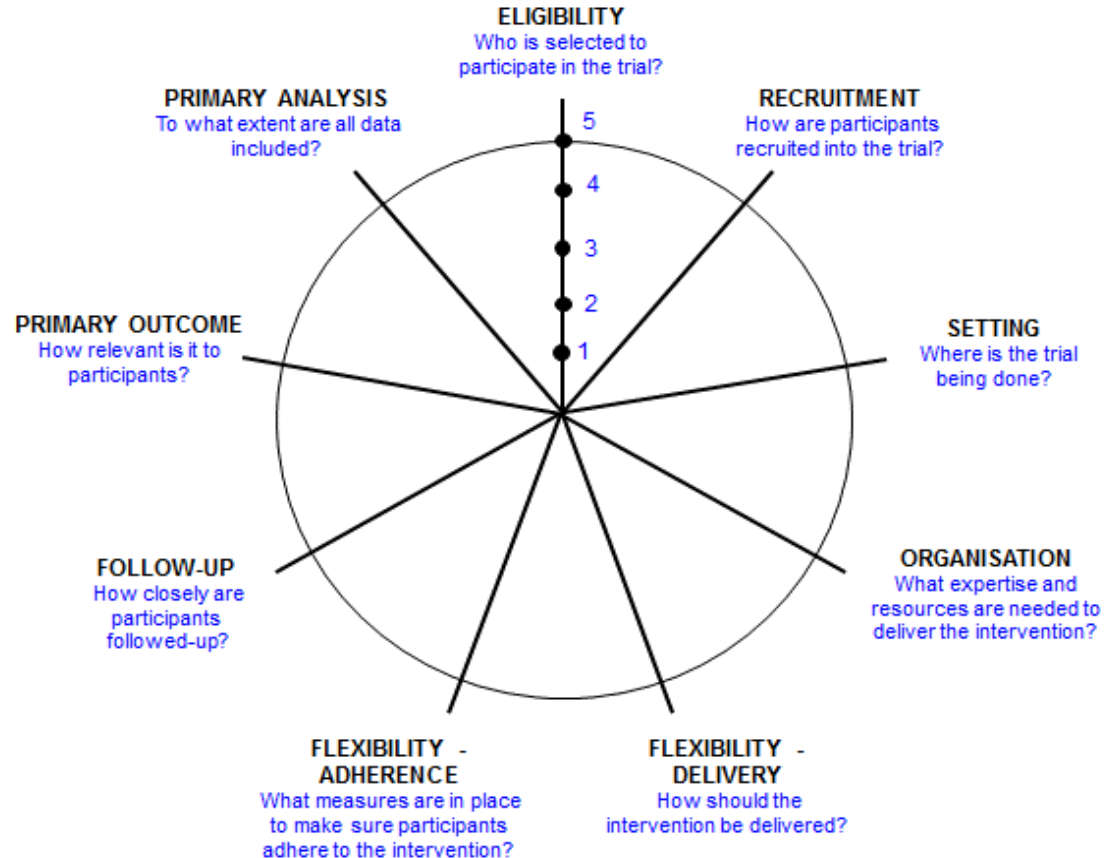 ELIGIBILITY
Who is selected to
participate in the trial?
PRIMARY ANALYSIS
To what extent are all data
included?
RECRUITMENT
How are participants
recruited into the trial?
5
4
3
2
1
PRIMARY OUTCOME
How relevant is it to
participants?
SETTING
Where is the trial
being done?
FOLLOW-UP
How closely are
participants
followed-up?
ORGANISATION
What expertise and
resources are needed to
deliver the intervention?
FLEXIBILITY -
ADHERENCE
What measures are in place
to make sure participants
adhere to the intervention?
FLEXIBILITY -
DELIVERY
How should the
intervention be delivered?